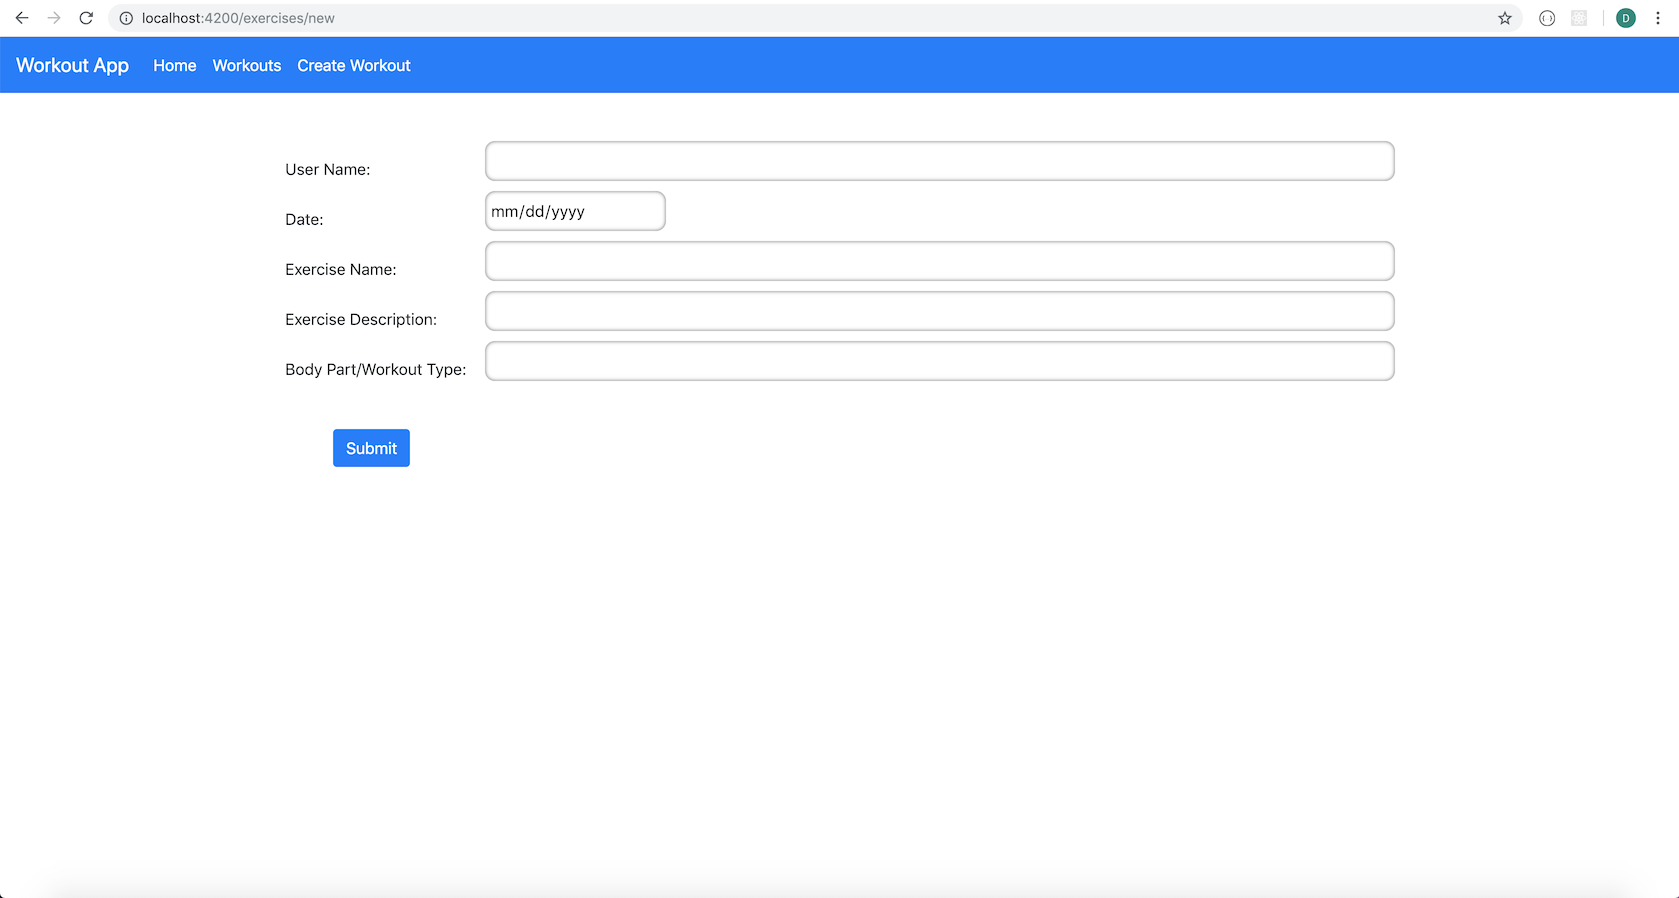 localhost:4200/exercises/new
D
Workout App Home Workouts Create Workout
User Name:
Date: mm/dd/yyyy
Exercise Name:
Exercise Description:
Body Part/Workout Type:
Submit